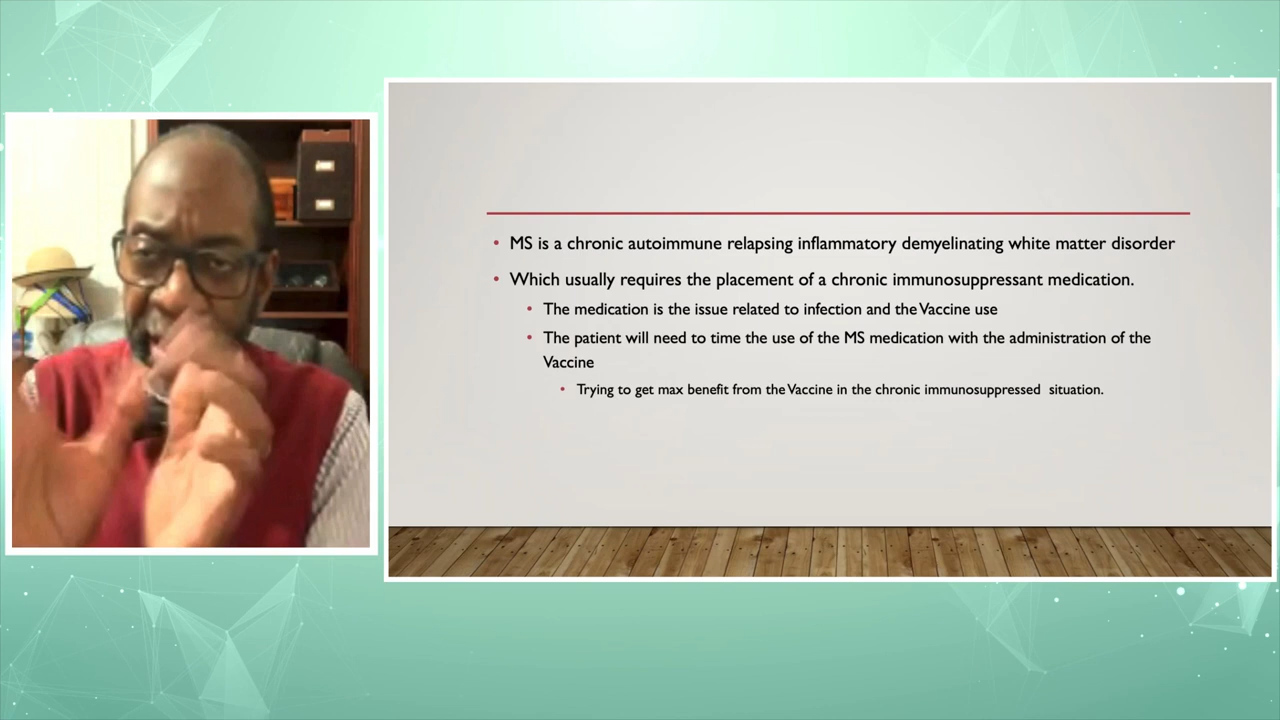 MS is a chronic autoimmune relapsing inflammatory demyelinating white matter disorder
Which usually requires the placement of a chronic immunosuppressant medication.
The medication is the issue related to infection and the Vaccine use
The patient will need to time the use of the MS medication with the administration of the
Vaccine
Trying to get max benefit from the Vaccine in the chronic immunosuppressed situation.